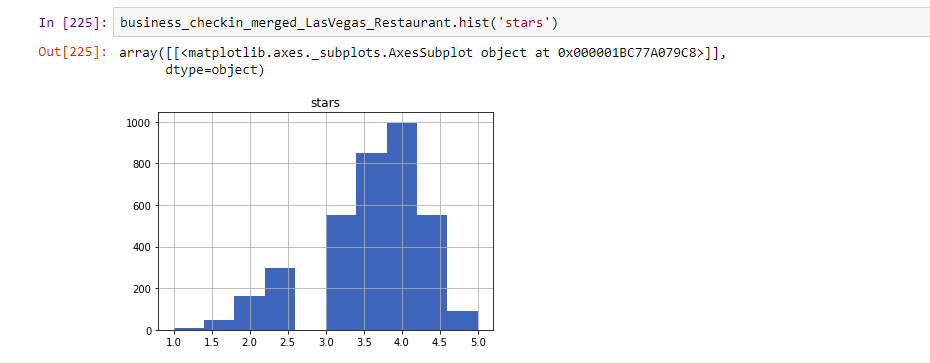 In [225]: business_checkin_merged_LasVegas_Restaurant.hist('stars')
Out[225]: array([[<matplotlib.axes._subplots.AxesSubplot object at 0x000001BC77A079C8>]],
dtype=object)
stars
1000
800
600
400
200
0
1.0 1.5 2.0 2.5 3.0 3.5 4.0 4.5 5.0